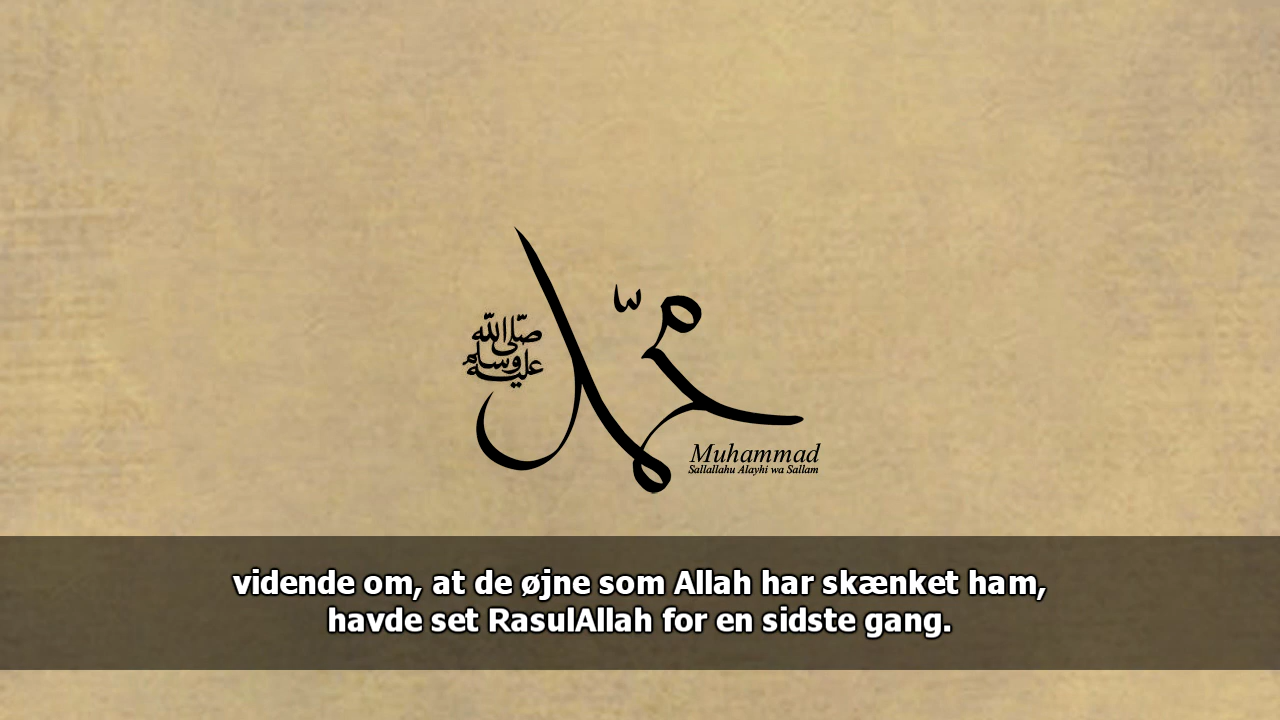 محمد
صلى الله
عليه وسلم
Muhammad
Sallallahu Alayhi wa Sallam
vidende om, at de øjne som Allah har skænket ham,
havde set RasulAllah for en sidste gang.